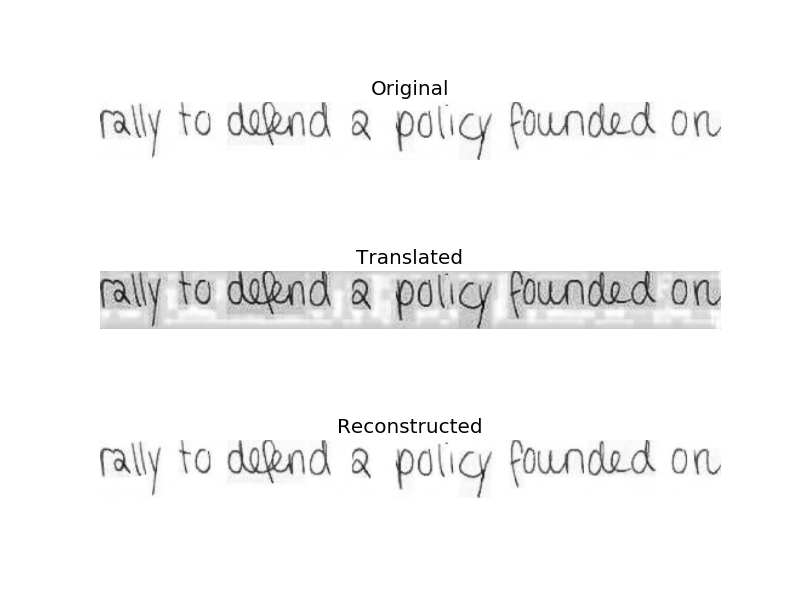 Original
rally to defend a policy founded on
Translated
rally to defend a policy founded on
Reconstructed
rally to defend a policy founded on